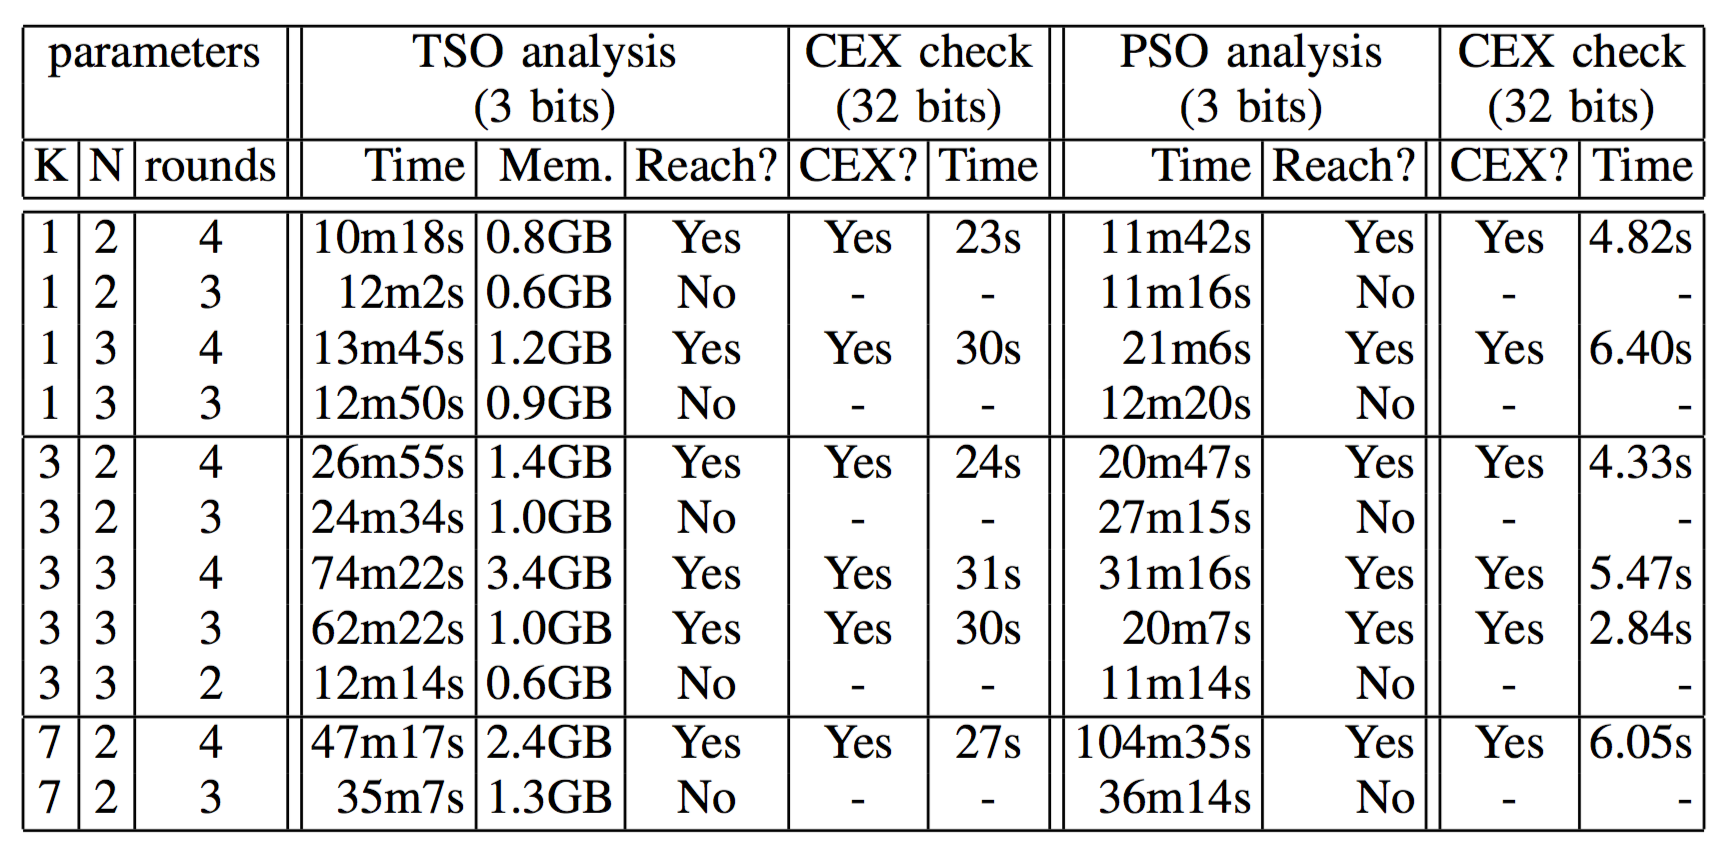 parameters TSO analysis CEX check PSO analysis CEX check
(3 bits) (32 bits) (3 bits) (32 bits)
K N rounds Time Mem. Reach? CEX? Time Time Reach? CEX? Time
1 2 4 10m18s 0.8GB Yes Yes 23s 11m42s Yes Yes 4.82s
1 2 3 12m2s 0.6GB No - - 11m16s No - -
1 3 4 13m45s 1.2GB Yes Yes 30s 21m6s Yes Yes 6.40s
1 3 3 12m50s 0.9GB No - - 12m20s No - -
3 2 4 26m55s 1.4GB Yes Yes 24s 20m47s Yes Yes 4.33s
3 2 3 24m34s 1.0GB No - - 27m15s No - -
3 3 4 74m22s 3.4GB Yes Yes 31s 31m16s Yes Yes 5.47s
3 3 3 62m22s 1.0GB Yes Yes 30s 20m7s Yes Yes 2.84s
3 3 2 12m14s 0.6GB No - - 11m14s No - -
7 2 4 47m17s 2.4GB Yes Yes 27s 104m35s Yes Yes 6.05s
7 2 3 35m7s 1.3GB No - - 36m14s No - -